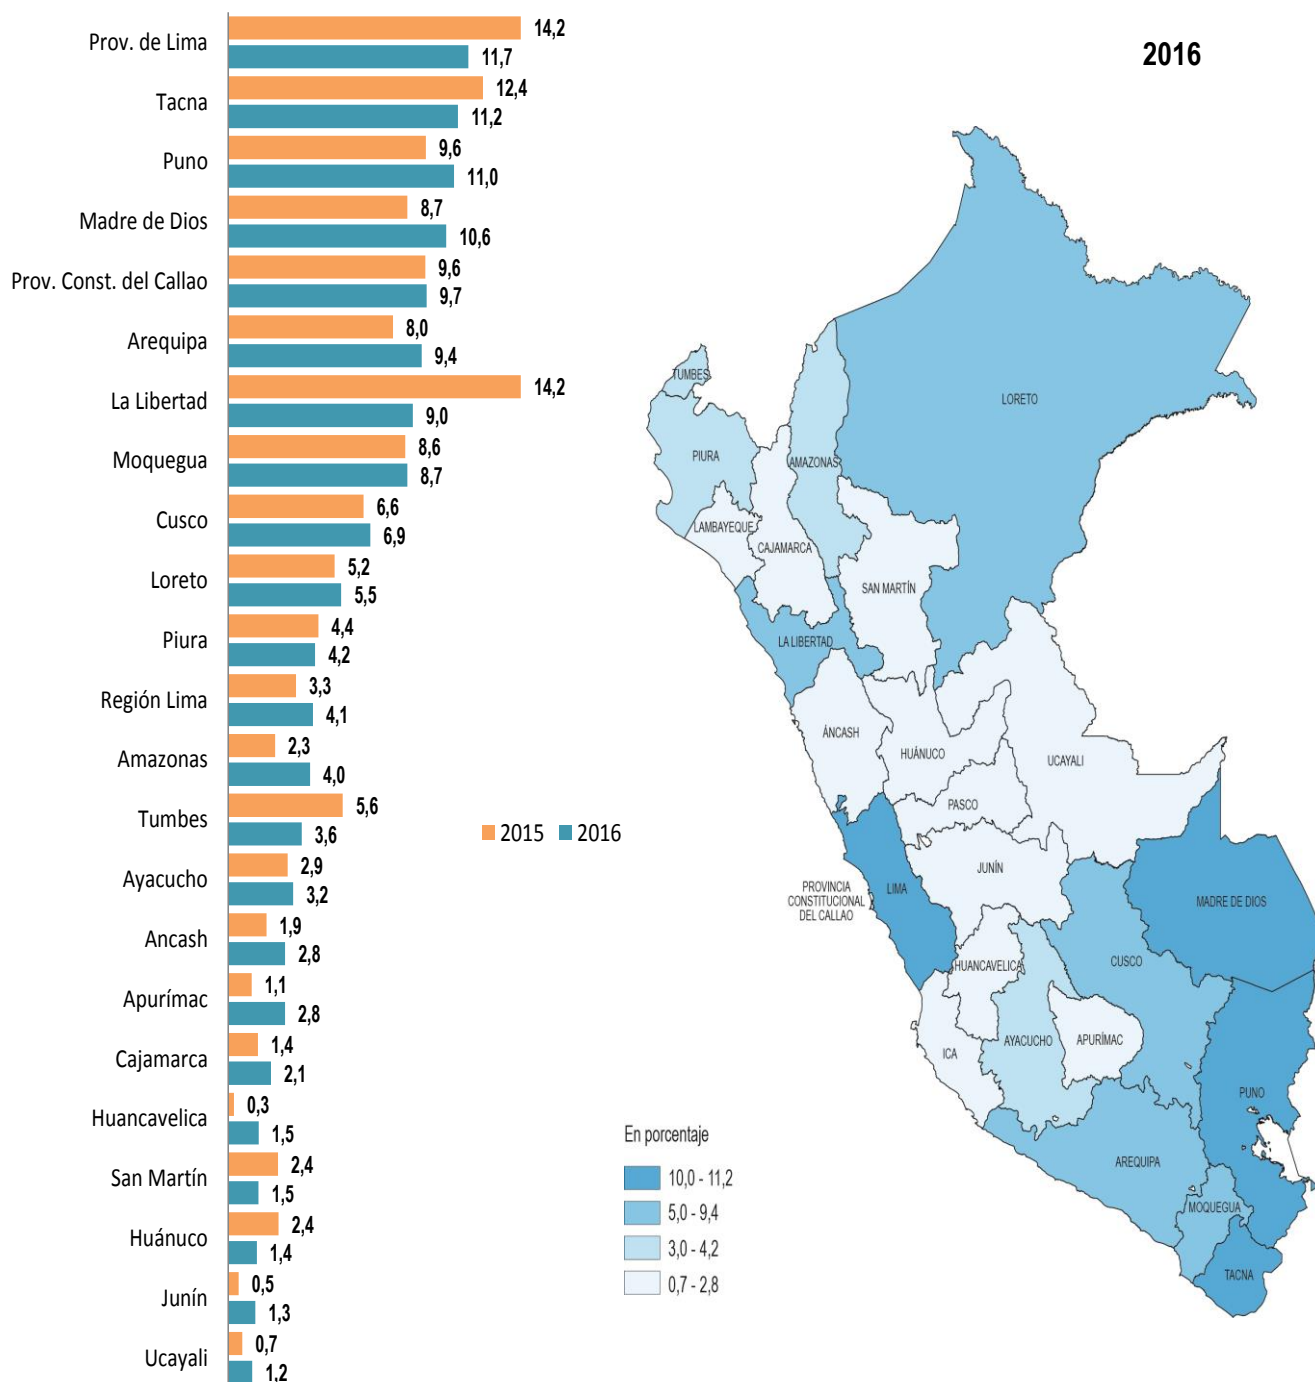 Prov. de Lima
14,2
11,7
Tacna
12,4
11,2
Puno
9,6
11,0
Madre de Dios
8,7
10,6
Prov. Const. del Callao
9,6
9,7
Arequipa
8,0
9,4
La Libertad
14,2
9,0
Moquegua
8,6
8,7
Cusco
6,6
6,9
Loreto
5,2
5,5
Piura
4,4
4,2
Región Lima
3,3
4,1
Amazonas
2,3
4,0
Tumbes
5,6
3,6
Ayacucho
2,9
3,2
Ancash
1,9
2,8
Apurímac
1,1
2,8
Cajamarca
1,4
2,1
Huancavelica
0,3
1,5
San Martín
2,4
1,5
Huánuco
2,4
1,4
Junín
0,5
1,3
Ucayali
0,7
1,2
2015 2016
2016
TUMBES
LORETO
PIURA
AMAZONAS
LAMBAYEQUE
CAJAMARCA
SAN MARTÍN
LA LIBERTAD
ÁNCASH
HUÁNUCO
UCAYALI
PASCO
JUNÍN
LIMA
PROVINCIA
CONSTITUCIONAL
DEL CALLAO
MADRE DE DIOS
CUSCO
HUANCAVELICA
AYACUCHO
APURÍMAC
ICA
PUNO
AREQUIPA
MOQUEGUA
TACNA
En porcentaje
10,0 - 11,2
5,0 - 9,4
3,0 - 4,2
0,7 - 2,8